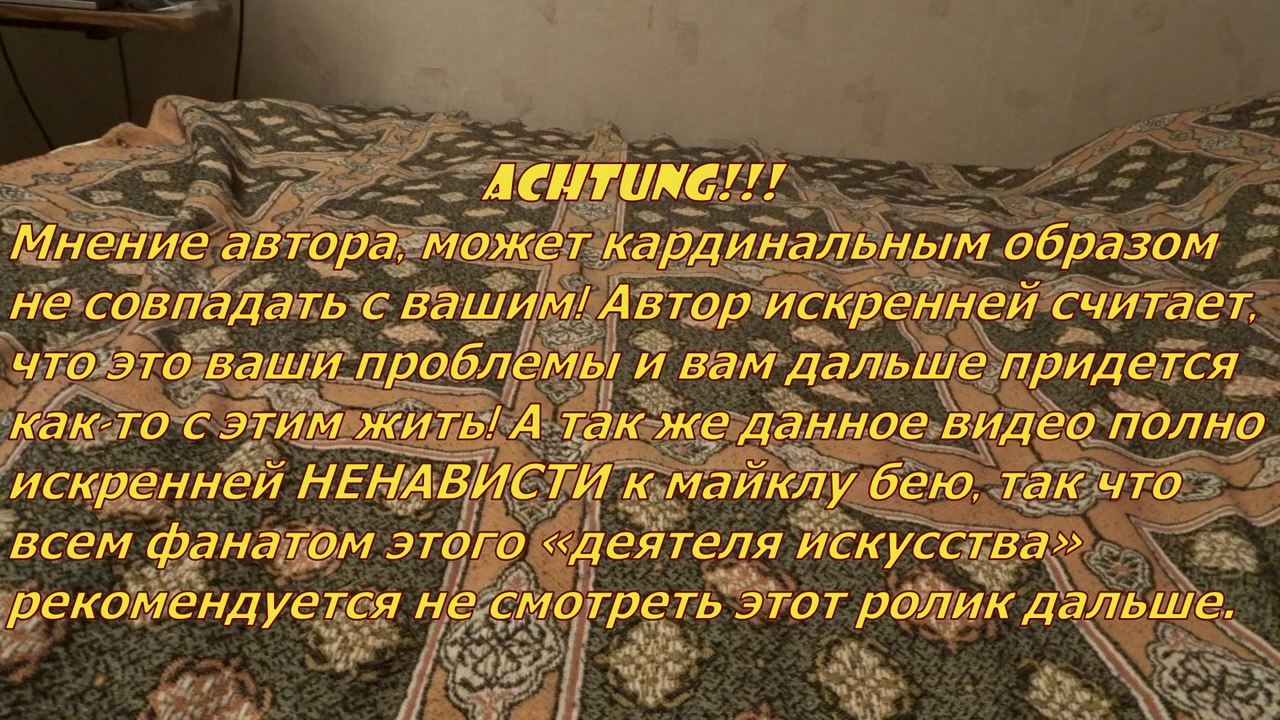 ACHTUNG!!!
Мнение автора, может кардинальным образом
не совпадать с вашим! Автор искренней считает,
что это ваши проблемы и вам дальше придется
как-то с этим жить! А так же данное видео полно
искренней НЕНАВИСТИ к майклу бею, так что
всем фанатом этого «деятеля искусства»
рекомендуется не смотреть этот ролик дальше.